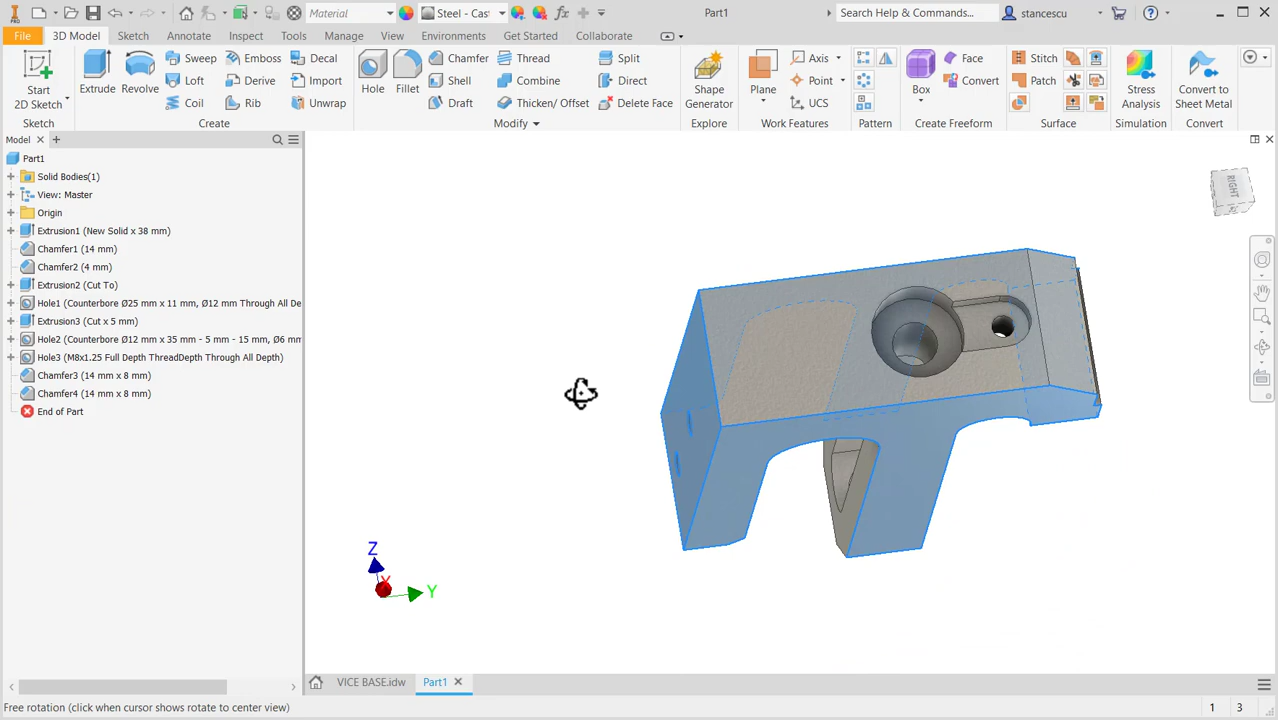 PRO Material Steel - Cas Part1 Search Help & Commands... stancescu
File 3D Model Sketch Annotate Inspect Tools Manage View Environments Get Started Collaborate
Start 2D Sketch Extrude Revolve Sweep Emboss Decal Loft Derive Import Coil Rib Unwrap
Hole Fillet Chamfer Thread Split Shell Combine Direct Draft Thicken/ Offset Delete Face
Shape Generator Plane Axis Point UCS Box Face Convert Stitch Patch Stress Analysis Convert to Sheet Metal
Sketch Create Modify Explore Work Features Pattern Create Freeform Surface Simulation Convert
Model
Part1
Solid Bodies(1)
View: Master
Origin
Extrusion1 (New Solid x 38 mm)
Chamfer1 (14 mm)
Chamfer2 (4 mm)
Extrusion2 (Cut To)
Hole1 (Counterbore Ø25 mm x 11 mm, Ø12 mm Through All De
Extrusion3 (Cut x 5 mm)
Hole2 (Counterbore Ø12 mm x 35 mm - 5 mm - 15 mm, Ø6 mm
Hole3 (M8x1.25 Full Depth ThreadDepth Through All Depth)
Chamfer3 (14 mm x 8 mm)
Chamfer4 (14 mm x 8 mm)
End of Part
RIGHT
Z
X
Y
VICE BASE.idw Part1
Free rotation (click when cursor shows rotate to center view) 1 3